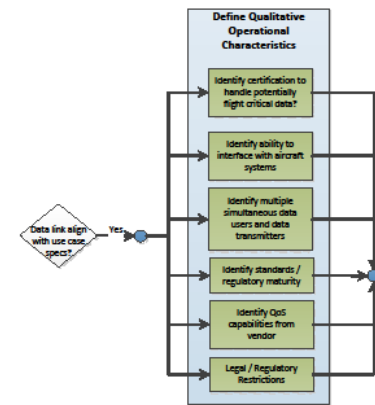 Define Qualitative
Operational
Characteristics
Identify certification to
handle potentially
flight critical data?
Identify ability to
interface with aircraft
systems
Data link align
with use case
specs?
Yes
Identify multiple
simultaneous data
users and data
transmitters
Identify standards /
regulatory maturity
Identify QoS
capabilities from
vendor
Legal / Regulatory
Restrictions